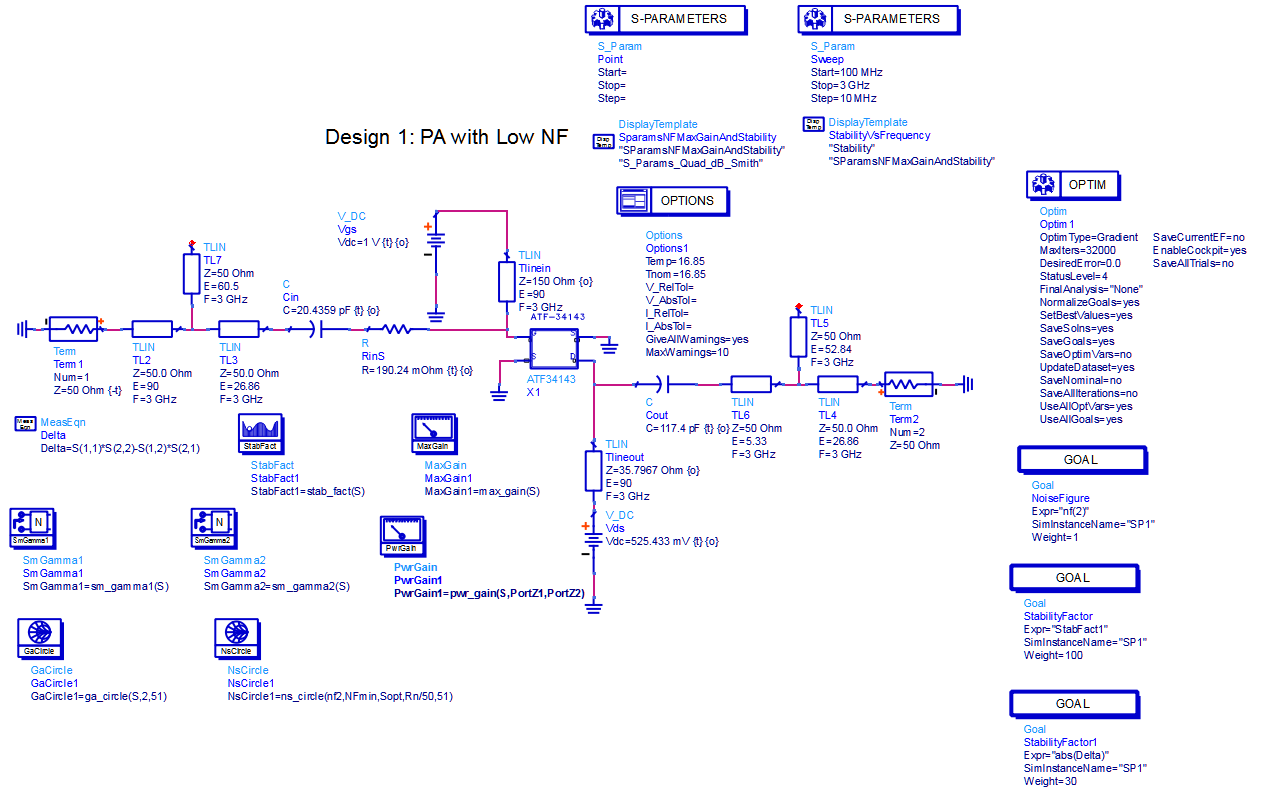 S-PARAMETERS
S_Param
Point
Start=
Stop=
Step=
S-PARAMETERS
S_Param
Sweep
Start=100 MHz
Stop=3 GHz
Step=10 MHz
Design 1: PA with Low NF
Disp
Temp
DisplayTemplate
SparamsNFMaxGainAndStability
"SParamsNFMaxGainAndStability"
"S_Params_Quad_dB_Smith"
Disp
Temp
DisplayTemplate
StabilityVsFrequency
"Stability"
"SParamsNFMaxGainAndStability"
OPTIONS
Options
Options1
Temp=16.85
Tnom=16.85
V_RelTol=
V_AbsTol=
I_RelTol=
I_AbsTol=
GiveAllWarnings=yes
MaxWarnings=10
OPTIM
Optim
Optim1
OptimType=Gradient
MaxIters=32000
DesiredError=0.0
StatusLevel=4
FinalAnalysis="None"
NormalizeGoals=yes
SetBestValues=yes
SaveSolns=yes
SaveGoals=yes
SaveOptimVars=no
UpdateDataset=yes
SaveNominal=no
SaveAllIterations=no
UseAllOptVars=yes
UseAllGoals=yes
SaveCurrentEF=no
EnableCockpit=yes
SaveAllTrials=no
V_DC
Vgs
Vdc=1 V {t} {o}
TLIN
TL7
Z=50 Ohm
E=60.5
F=3 GHz
TLIN
Tlinein
Z=150 Ohm {o}
E=90
F=3 GHz
C
Cin
C=20.4359 pF {t} {o}
ATF-34143
G
S
S
D
ATF34143
X1
Term
Term1
Num=1
Z=50 Ohm {-t}
TLIN
TL2
Z=50.0 Ohm
E=90
F=3 GHz
TLIN
TL3
Z=50.0 Ohm
E=26.86
F=3 GHz
R
RinS
R=190.24 mOhm {t} {o}
TLIN
TL5
Z=50 Ohm
E=52.84
F=3 GHz
C
Cout
C=117.4 pF {t} {o}
TLIN
TL6
Z=50 Ohm
E=5.33
F=3 GHz
TLIN
TL4
Z=50.0 Ohm
E=26.86
F=3 GHz
Term
Term2
Num=2
Z=50 Ohm
TLIN
Tlineout
Z=35.7967 Ohm {o}
E=90
F=3 GHz
V_DC
Vds
Vdc=525.433 mV {t} {o}
Meas
Eqn
MeasEqn
Delta
Delta=S(1,1)*S(2,2)-S(1,2)*S(2,1)
StabFact
StabFact
StabFact1
StabFact1=stab_fact(S)
MaxGain
MaxGain
MaxGain1
MaxGain1=max_gain(S)
N
SmGamma1
SmGamma1
SmGamma1
SmGamma1=sm_gamma1(S)
N
SmGamma2
SmGamma2
SmGamma2
SmGamma2=sm_gamma2(S)
PwrGain
PwrGain
PwrGain1
PwrGain1=pwr_gain(S,PortZ1,PortZ2)
GaCircle
GaCircle
GaCircle1
GaCircle1=ga_circle(S,2,51)
NsCircle
NsCircle
NsCircle1
NsCircle1=ns_circle(nf2,NFmin,Sopt,Rn/50,51)
GOAL
Goal
NoiseFigure
Expr="nf(2)"
SimInstanceName="SP1"
Weight=1
GOAL
Goal
StabilityFactor
Expr="StabFact1"
SimInstanceName="SP1"
Weight=100
GOAL
Goal
StabilityFactor1
Expr="abs(Delta)"
SimInstanceName="SP1"
Weight=30